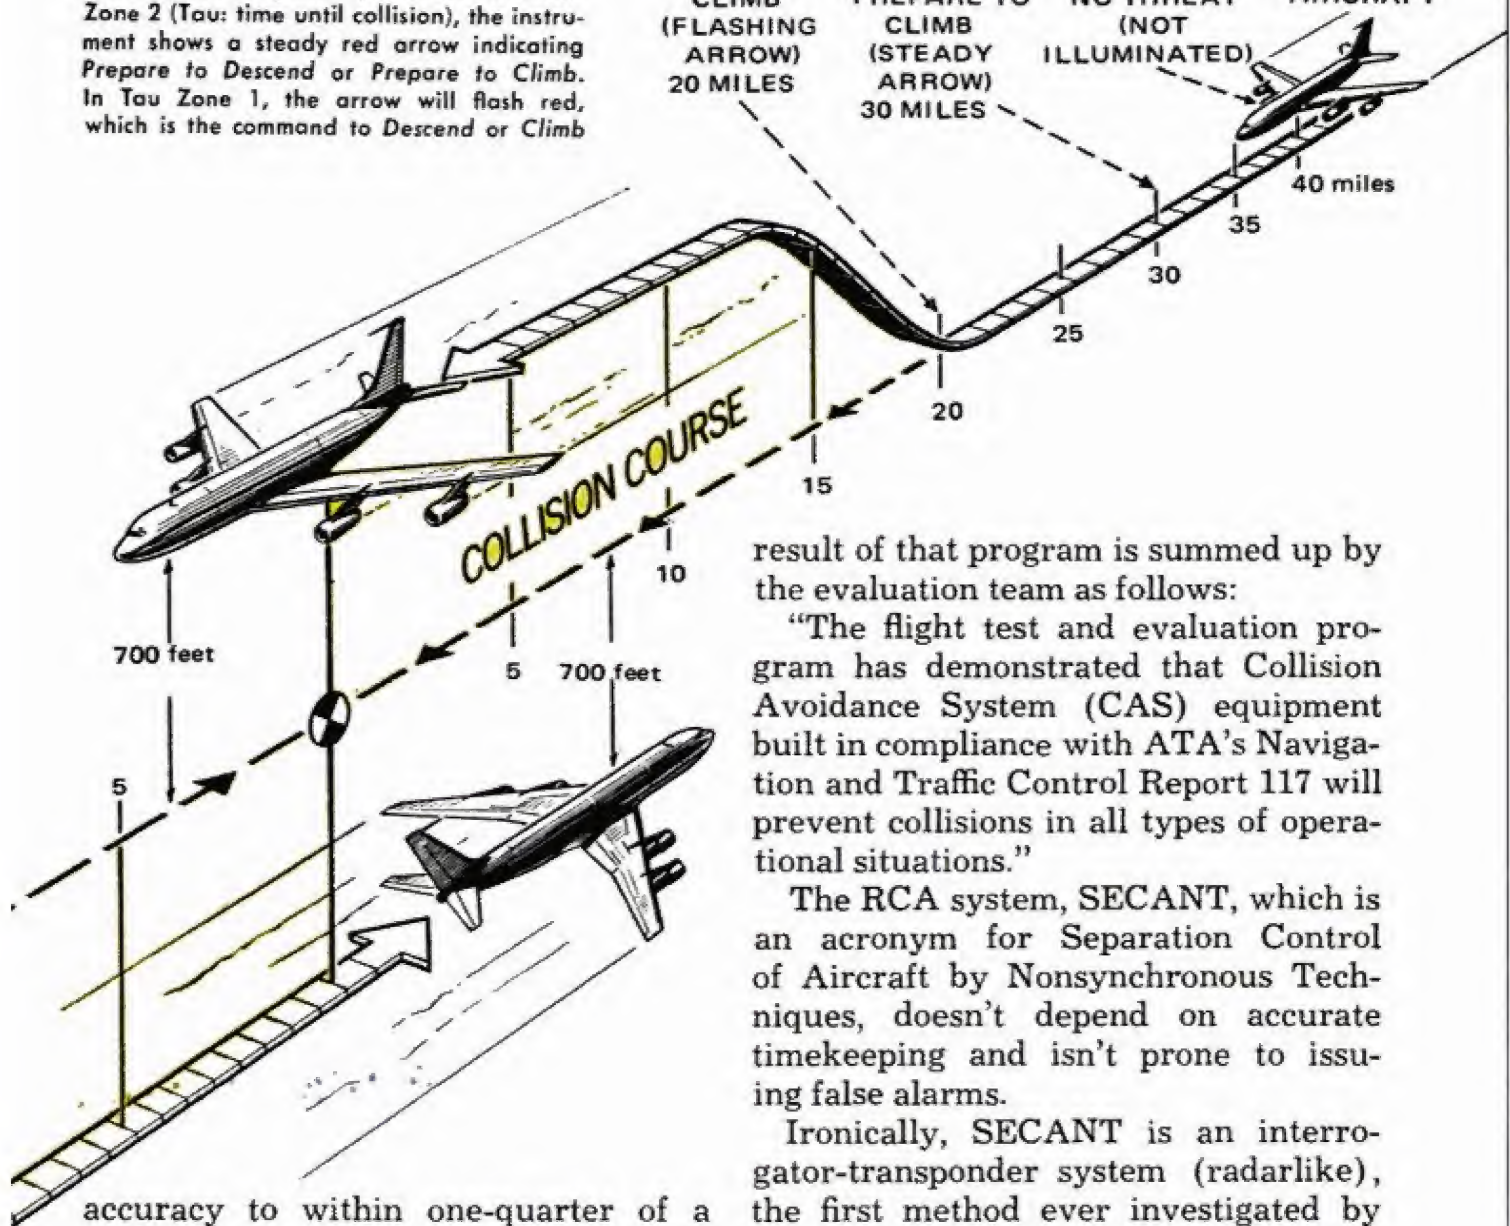 Zone 2 (Tau: time until collision), the instru-
ment shows a steady red arrow indicating
Prepare to Descend or Prepare to Climb.
In Tau Zone 1, the arrow will flash red,
which is the command to Descend or Climb
CLIMB
(FLASHING
ARROW)
20 MILES
PREPARE TO
CLIMB
(STEADY
ARROW)
30 MILES
NO THREAT
(NOT
ILLUMINATED)
AIRCRAFT
40 miles
35
30
25
20
15
10
5
COLLISION COURSE
700 feet
700 feet
5
accuracy to within one-quarter of a
result of that program is summed up by
the evaluation team as follows:
“The flight test and evaluation pro-
gram has demonstrated that Collision
Avoidance System (CAS) equipment
built in compliance with ATA’s Naviga-
tion and Traffic Control Report 117 will
prevent collisions in all types of opera-
tional situations.”
The RCA system, SECANT, which is
an acronym for Separation Control
of Aircraft by Nonsynchronous Tech-
niques, doesn’t depend on accurate
timekeeping and isn’t prone to issu-
ing false alarms.
Ironically, SECANT is an interro-
gator-transponder system (radarlike),
the first method ever investigated by